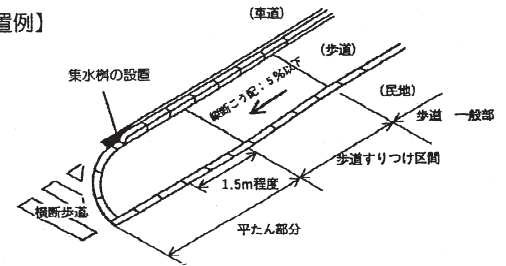 置例】
(車道)
(歩道)
集水桝の設置
縦断こう配：5％以下
(民地)
歩道　一般部
歩道すりつけ区間
1.5m程度
横断歩道
平たん部分